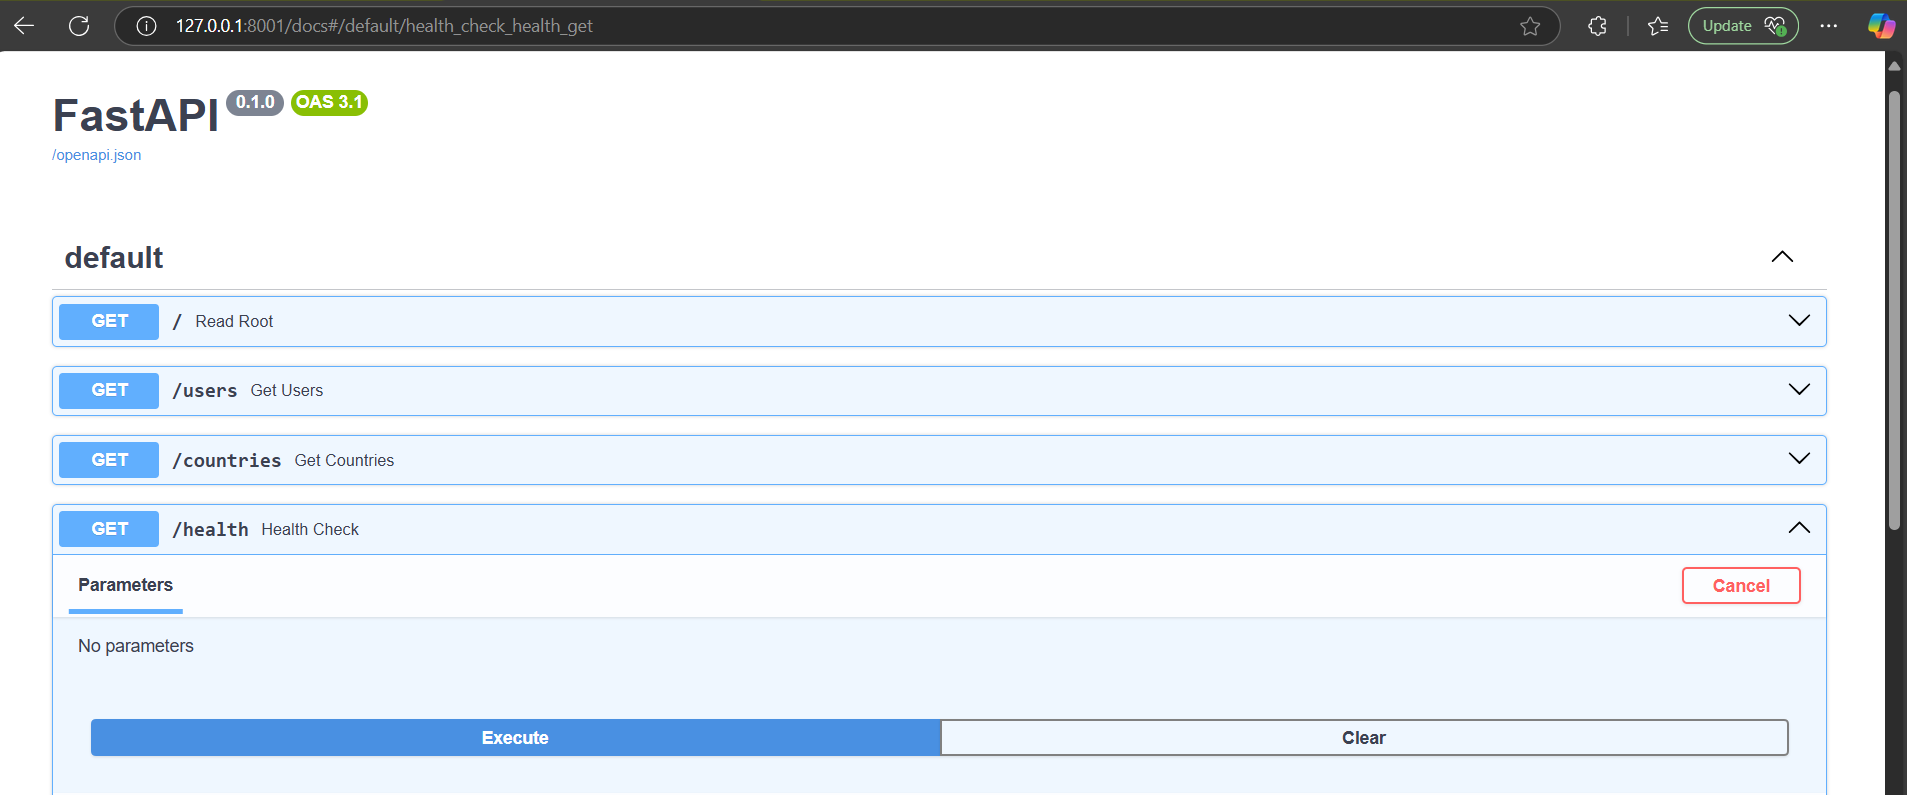 127.0.0.1:8001/docs#/default/health_check_health_get
Update
FastAPI 0.1.0 OAS 3.1
/openapi.json
default
GET / Read Root
GET /users Get Users
GET /countries Get Countries
GET /health Health Check
Parameters
Cancel
No parameters
Execute
Clear